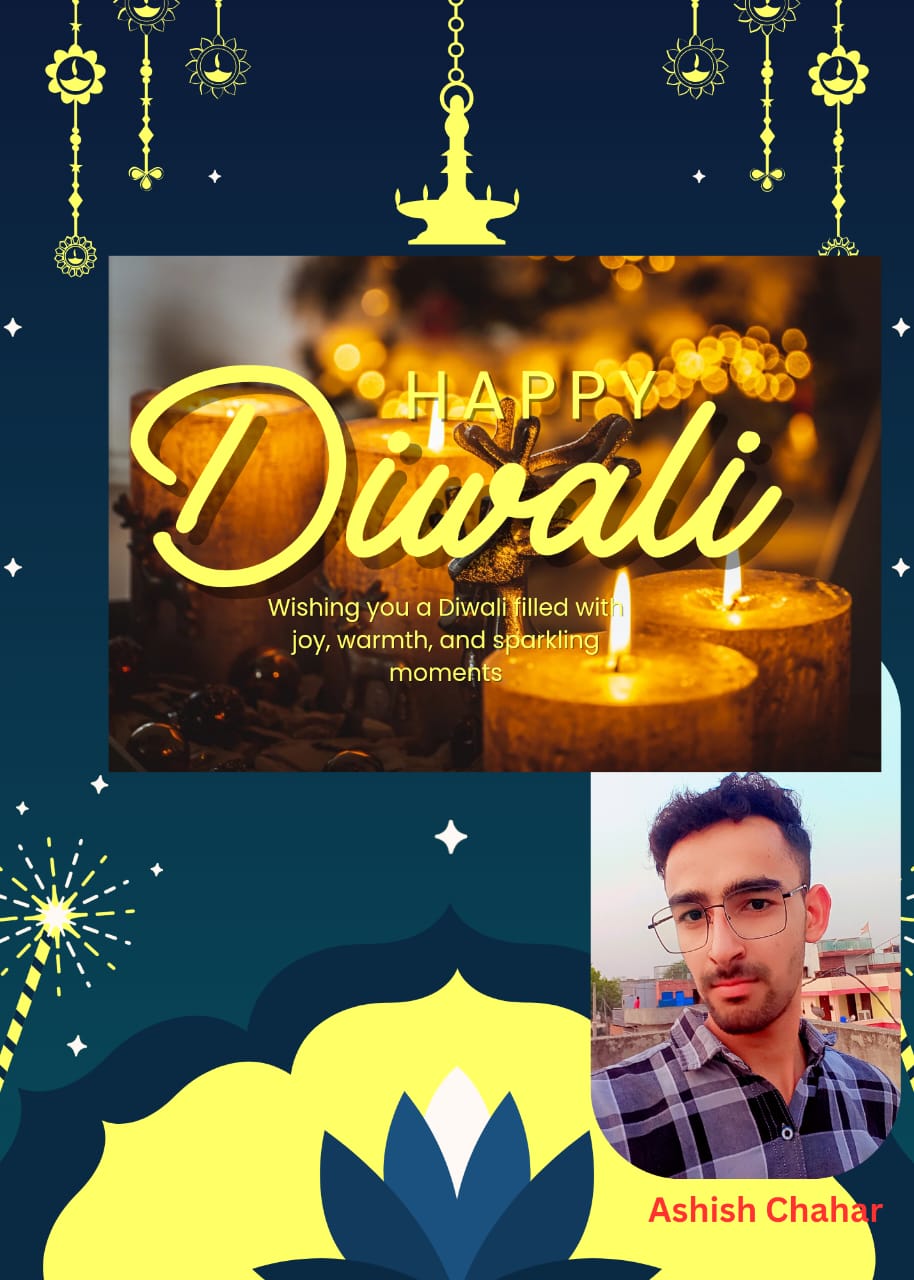 HAPPY
Diwali
Wishing you a Diwali filled with
joy, warmth, and sparkling
moments
Ashish Chahar